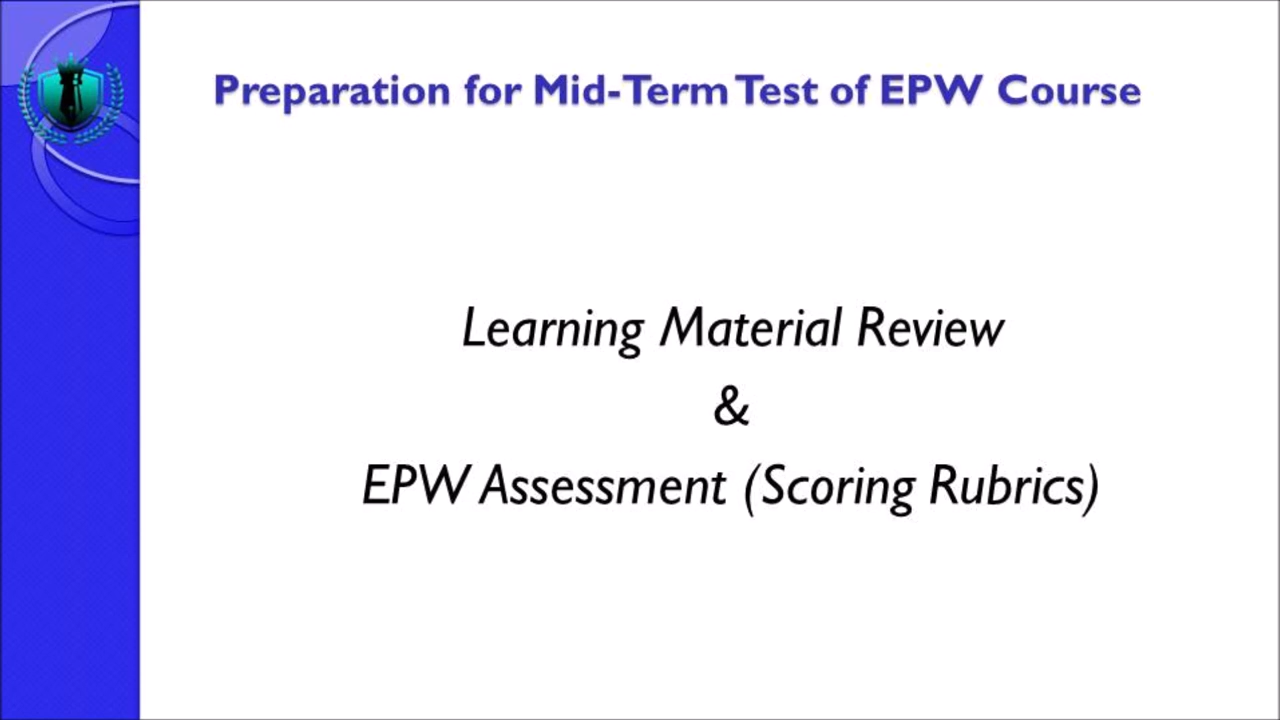 Preparation for Mid-Term Test of EPW Course
Learning Material Review
&
EPW Assessment (Scoring Rubrics)